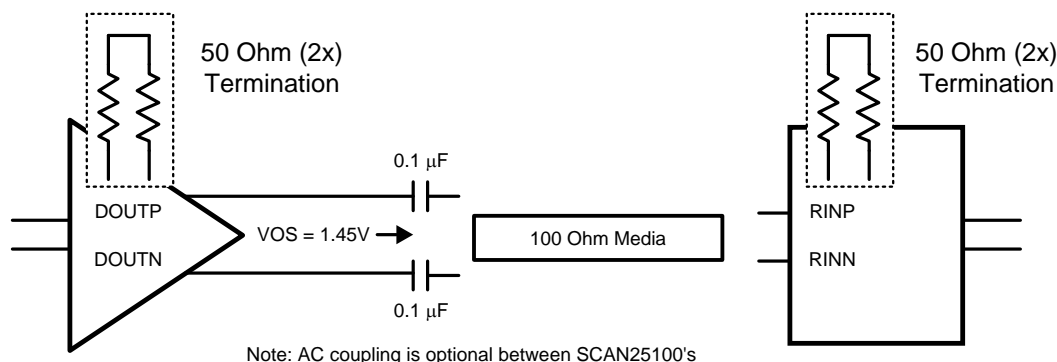 50 Ohm (2x)
Termination
50 Ohm (2x)
Termination
0.1 μF
DOUTP
RINP
VOS = 1.45V
100 Ohm Media
DOUTN
RINN
0.1 μF
Note: AC coupling is optional between SCAN25100's